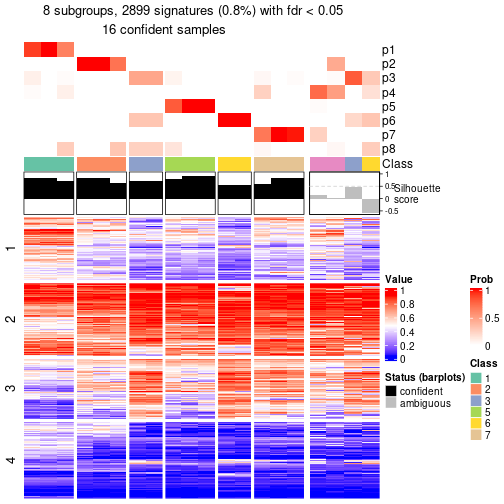 8 subgroups, 2899 signatures (0.8%) with fdr < 0.05
16 confident samples
p1
p2
p3
p4
p5
p6
p7
p8
Class
1
0.5
0
-0.5
Silhouette
score
1
2
3
4
Value
1
0.8
0.6
0.4
0.2
0
Prob
1
0.5
0
Status (barplots)
confident
ambiguous
Class
1
2
3
5
6
7